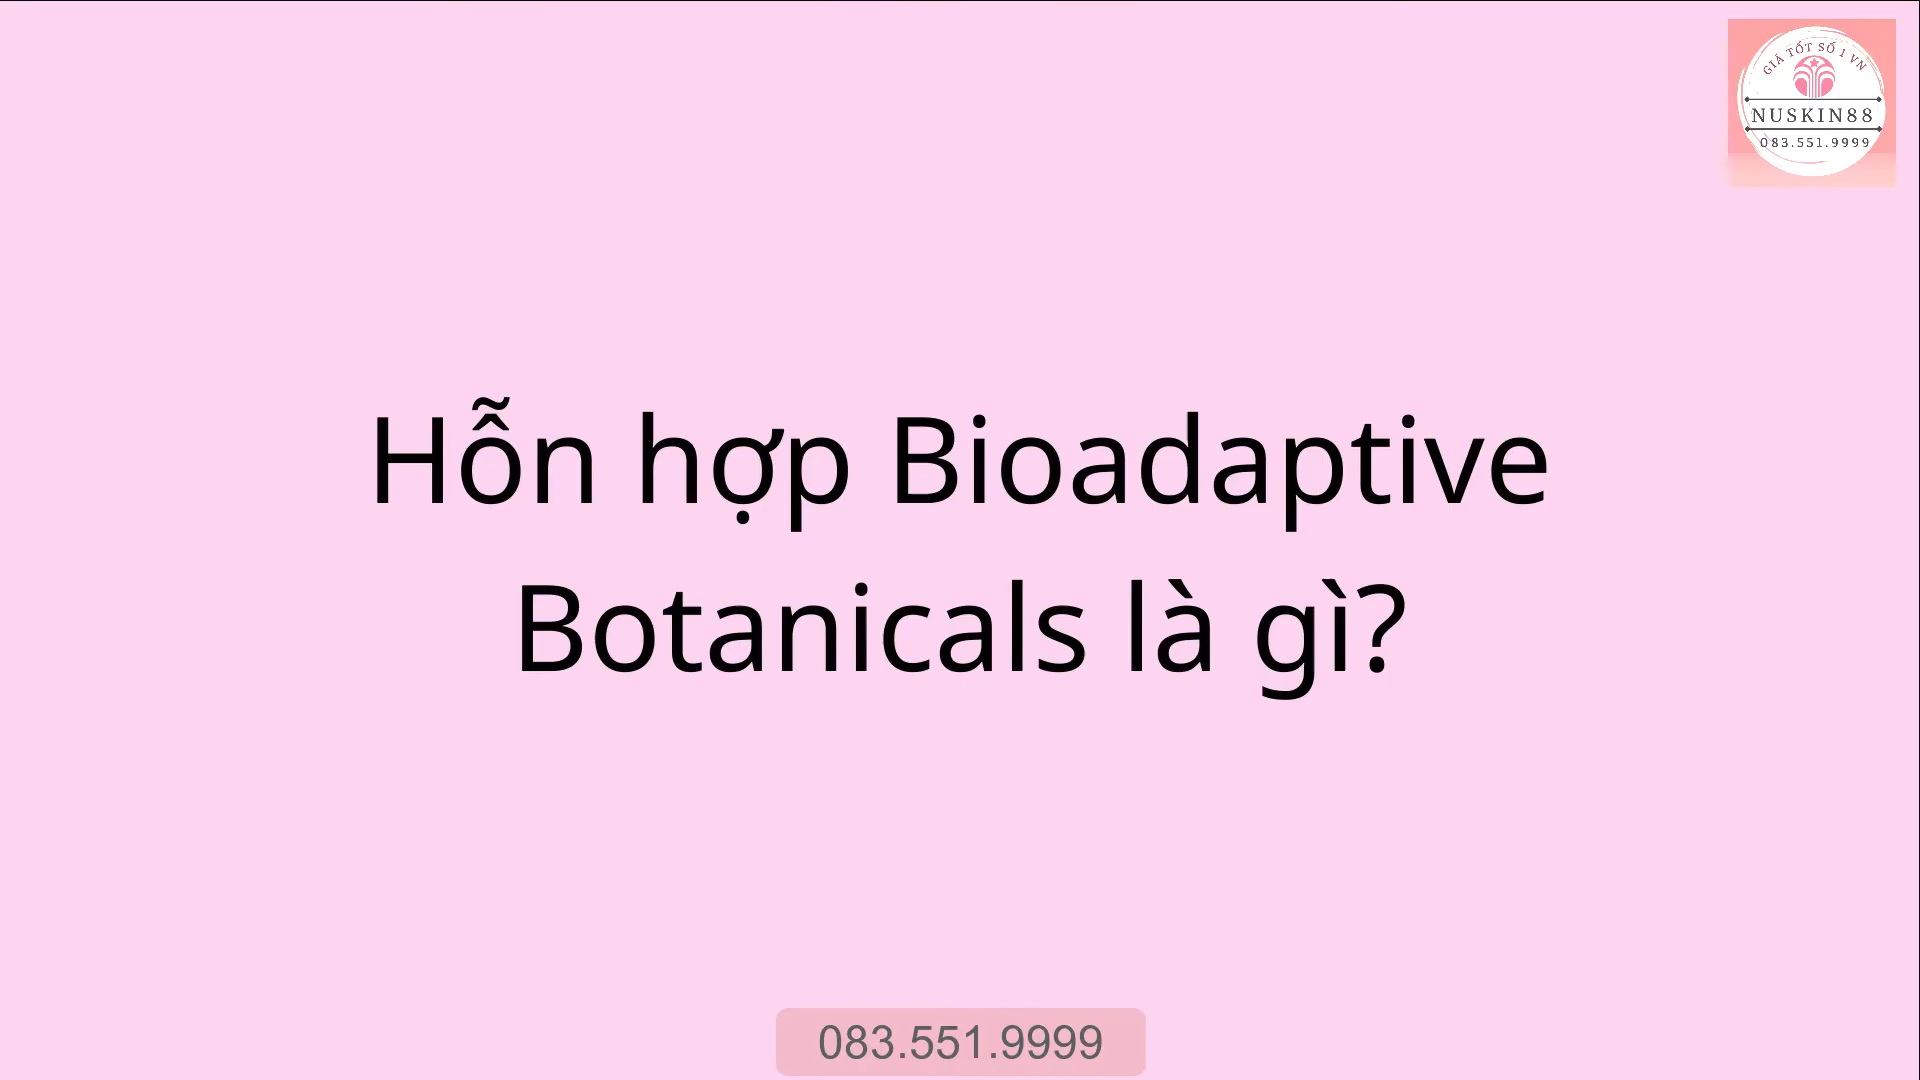 GIÁ TỐT SỐ 1 VN
NUSKIN88
083.551.9999
Hỗn hợp Bioadaptive
Botanicals là gì?
083.551.9999